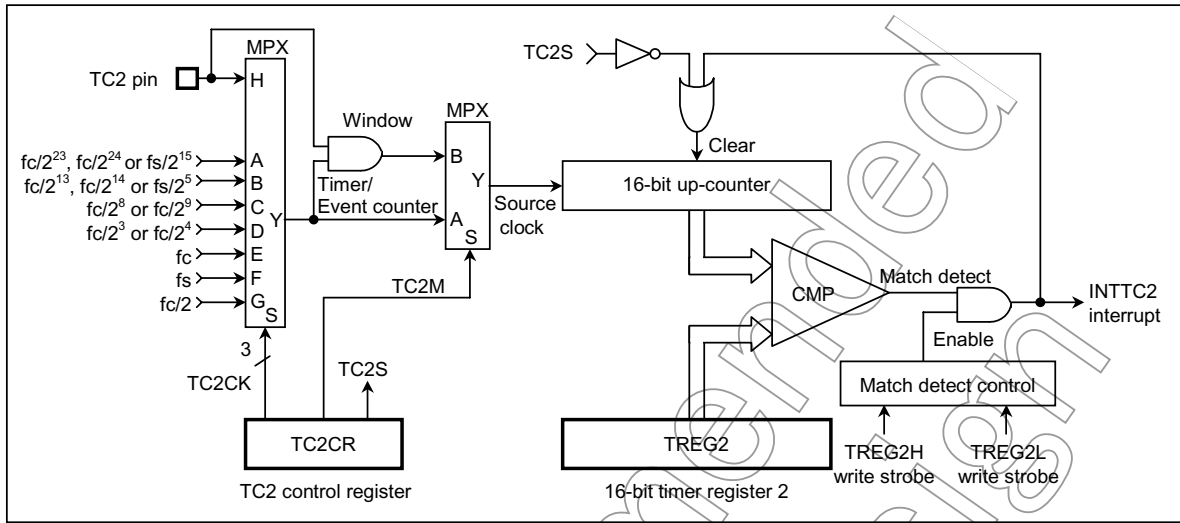 MPX
TC2 pin
H
fc/2²³, fc/2²⁴ or fs/2¹⁵
A
fc/2¹³, fc/2¹⁴ or fs/2⁵
B
fc/2⁸ or fc/2⁹
C
Y
fc/2³ or fc/2⁴
D
fc
E
fs
F
fc/2
G
S
3
TC2CK
Window
Timer/
Event counter
MPX
B
Y
A
S
Source
clock
TC2M
TC2S
TC2CR
TC2 control register
TC2S
Clear
16-bit up-counter
CMP
Match detect
Enable
INTTC2
interrupt
Match detect control
TREG2H
write strobe
TREG2L
write strobe
TREG2
16-bit timer register 2